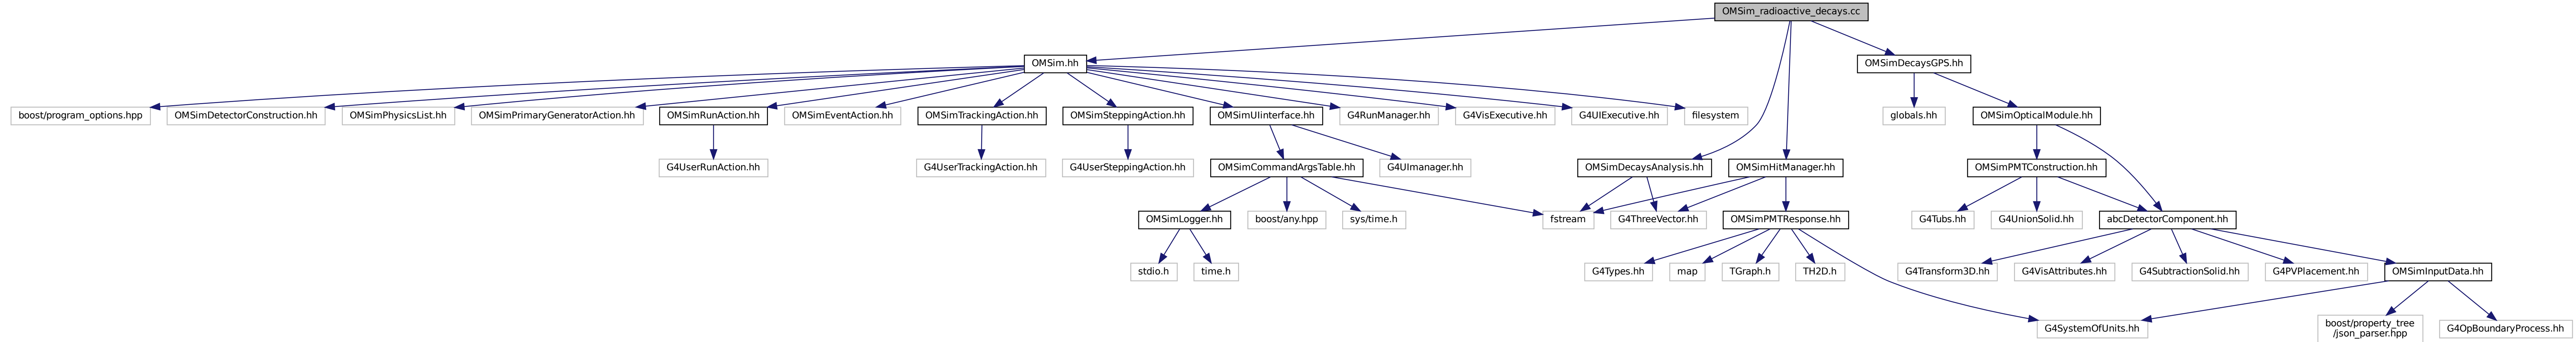 OMSim_radioactive_decays.cc
OMSim.hh
OMSimDecaysGPS.hh
boost/program_options.hpp
OMSimDetectorConstruction.hh
OMSimPhysicsList.hh
OMSimPrimaryGeneratorAction.hh
OMSimRunAction.hh
OMSimEventAction.hh
OMSimTrackingAction.hh
OMSimSteppingAction.hh
OMSimUIinterface.hh
G4RunManager.hh
G4VisExecutive.hh
G4UIExecutive.hh
filesystem
globals.hh
OMSimOpticalModule.hh
G4UserRunAction.hh
G4UserTrackingAction.hh
G4UserSteppingAction.hh
OMSimCommandArgsTable.hh
G4UImanager.hh
OMSimDecaysAnalysis.hh
OMSimHitManager.hh
OMSimPMTConstruction.hh
OMSimLogger.hh
boost/any.hpp
sys/time.h
fstream
G4ThreeVector.hh
OMSimPMTResponse.hh
G4Tubs.hh
G4UnionSolid.hh
abcDetectorComponent.hh
stdio.h
time.h
G4Types.hh
map
TGraph.h
TH2D.h
G4Transform3D.hh
G4VisAttributes.hh
G4SubtractionSolid.hh
G4PVPlacement.hh
OMSimInputData.hh
G4SystemOfUnits.hh
boost/property_tree
/json_parser.hpp
G4OpBoundaryProcess.hh